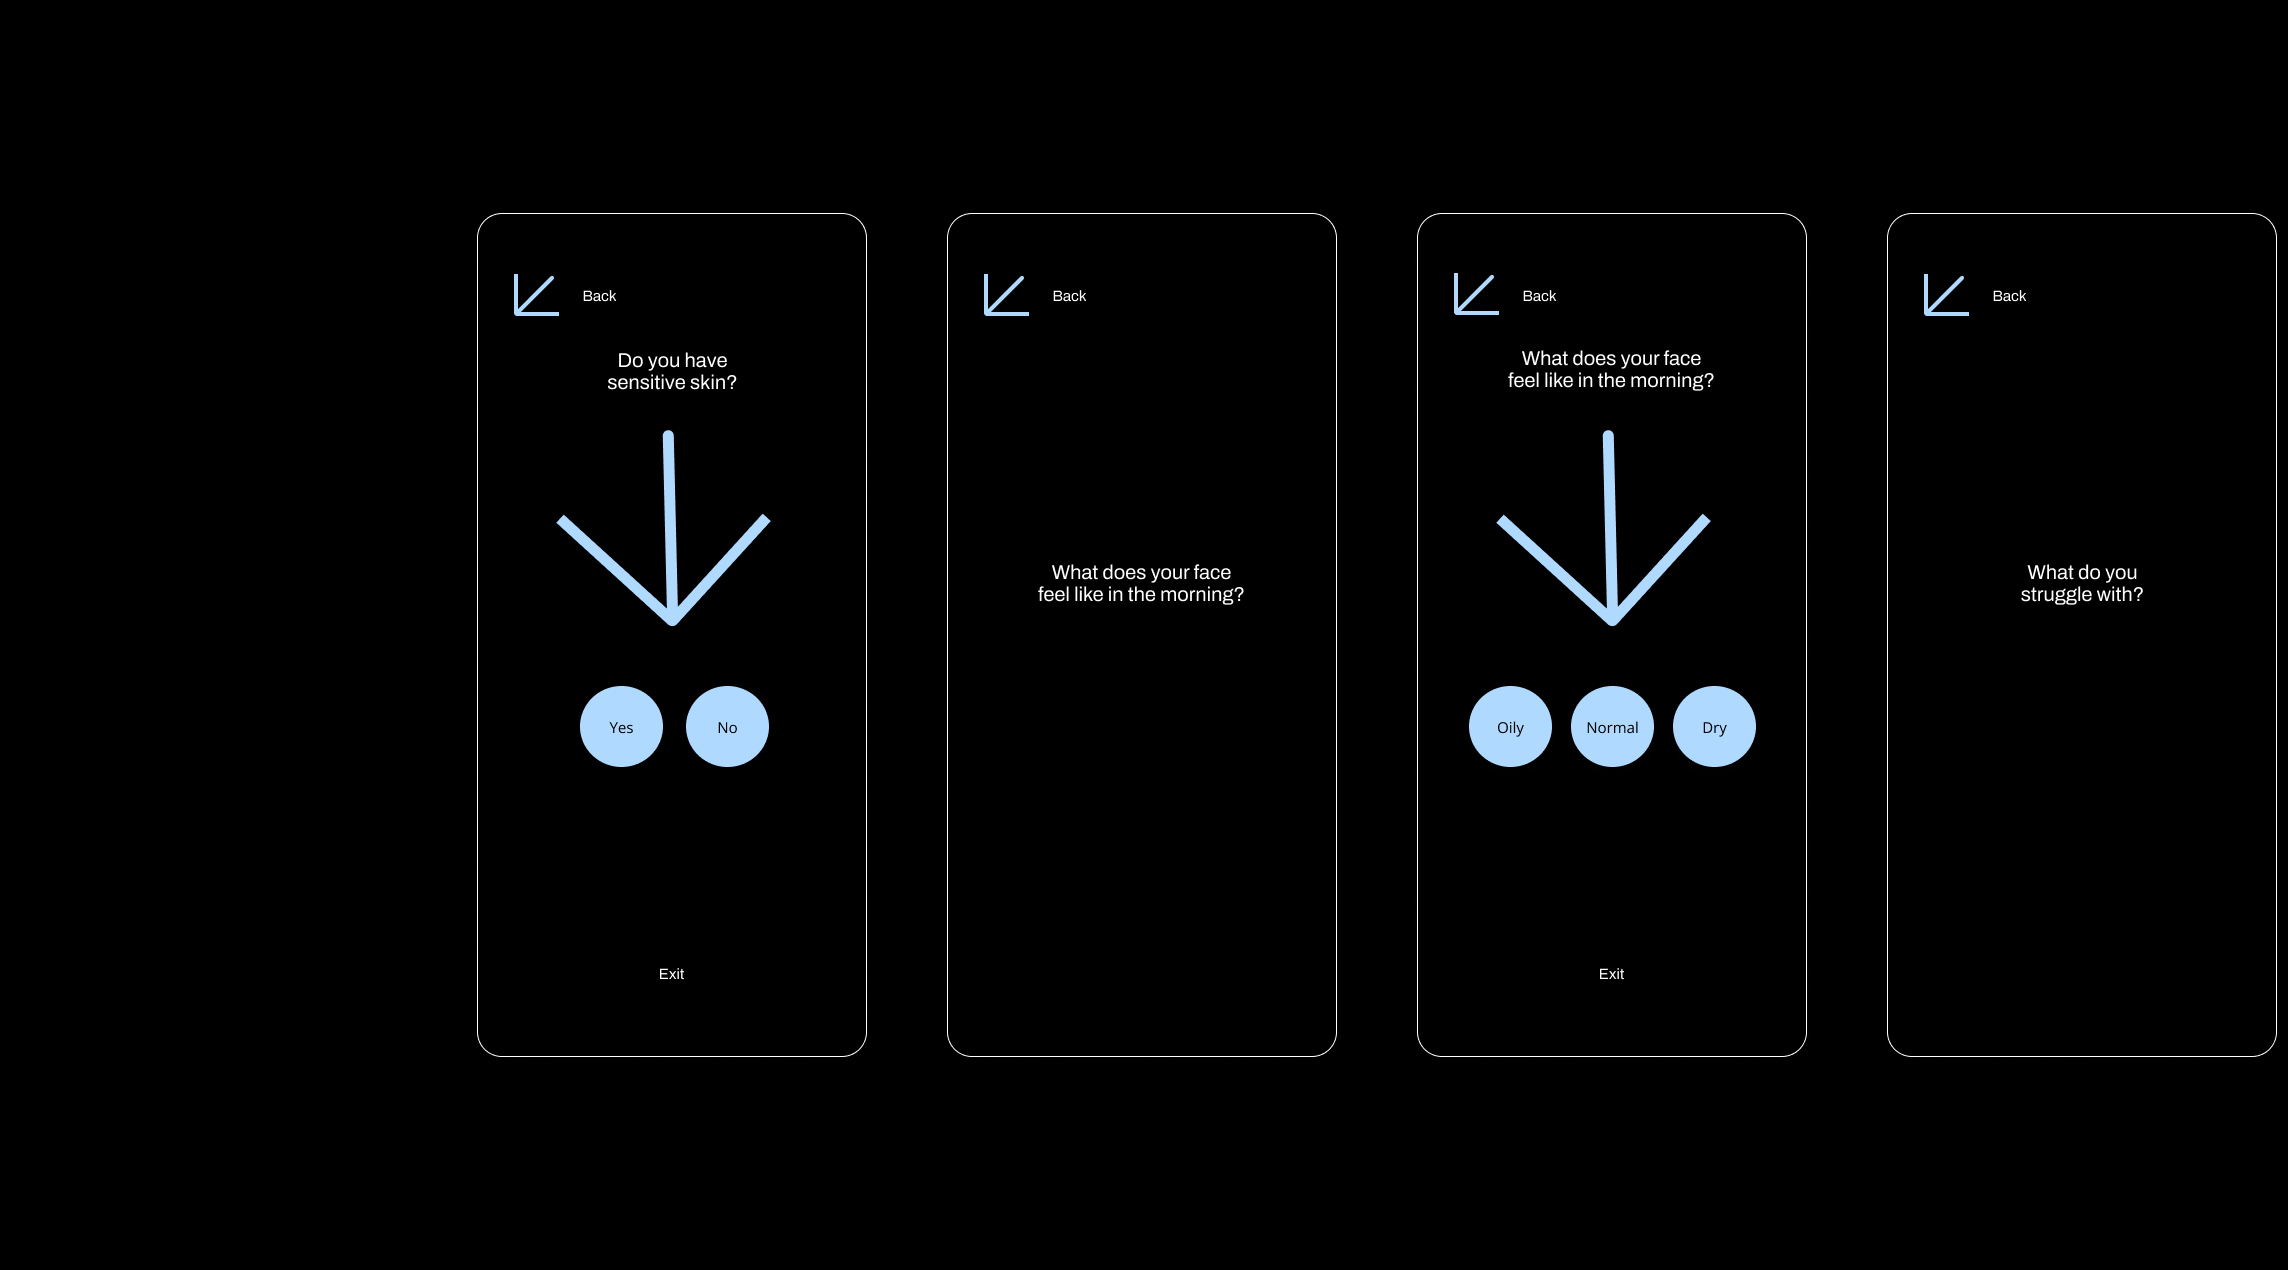 Back
Do you have
sensitive skin?
Yes
No
Exit
Back
What does your face
feel like in the morning?
Back
What does your face
feel like in the morning?
Oily
Normal
Dry
Exit
Back
What do you
struggle with?